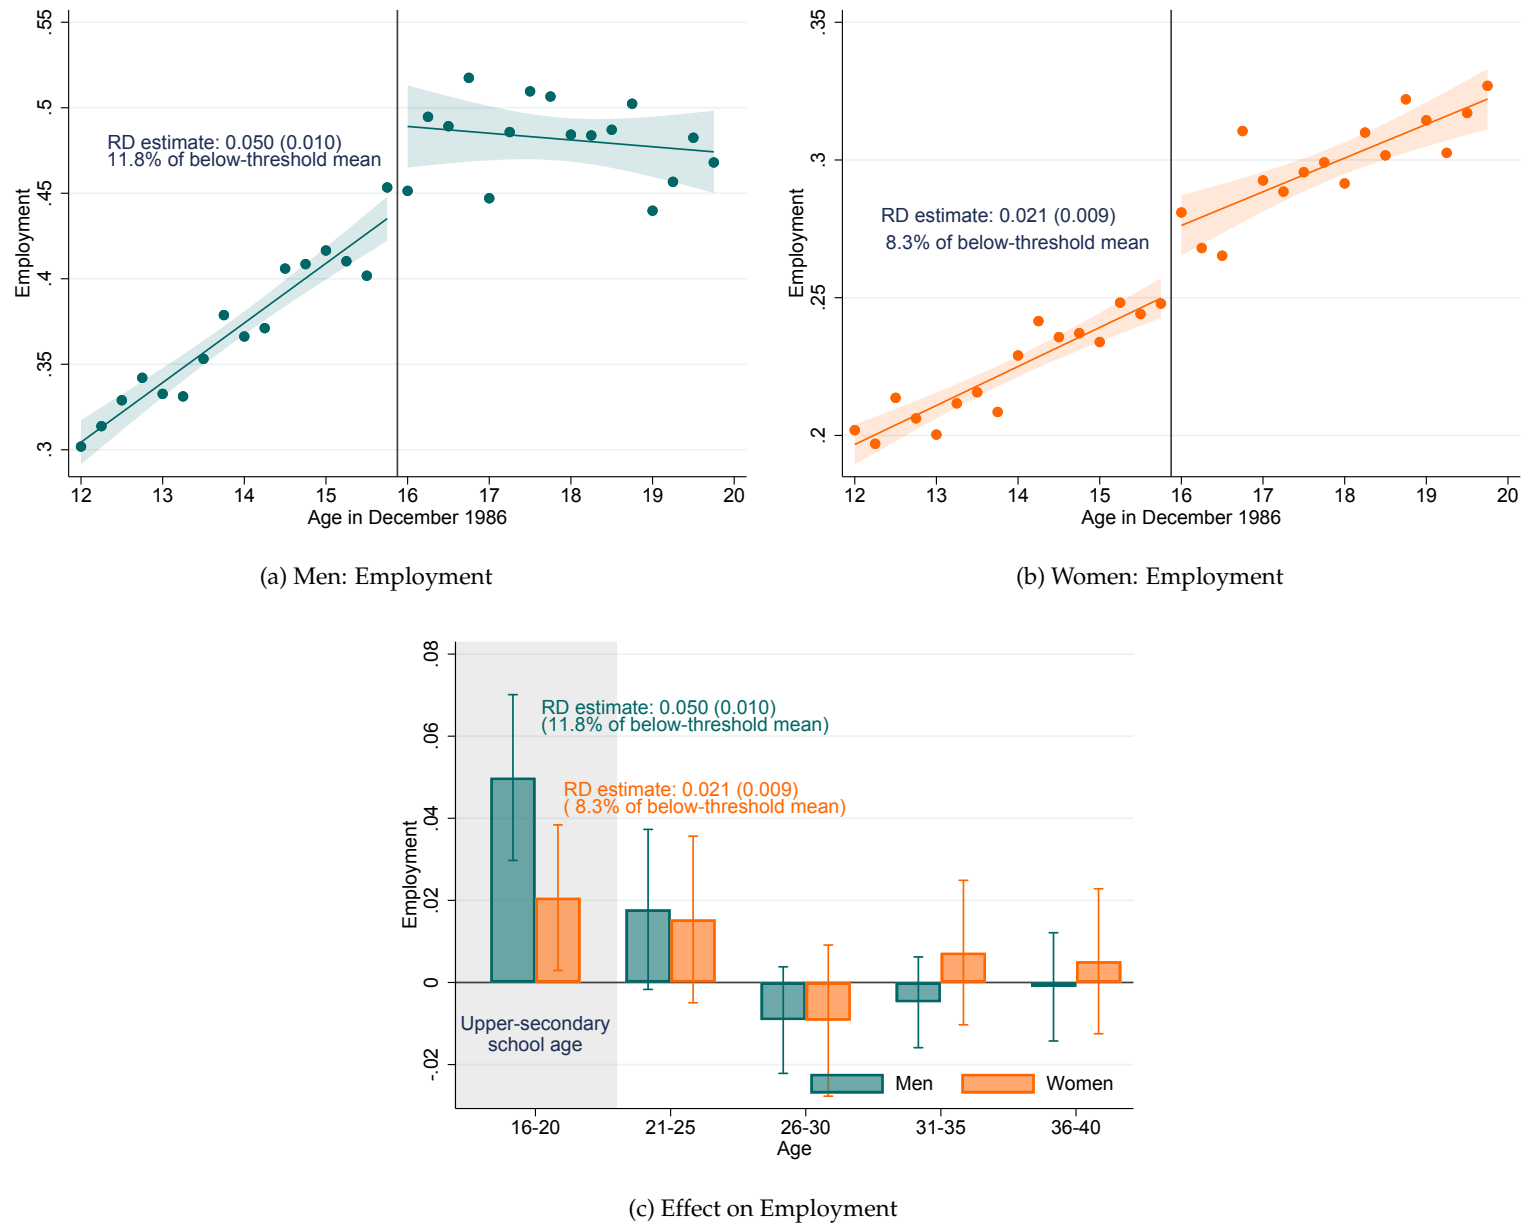 .55
.5
.45
.4
.35
.3
Employment
RD estimate: 0.050 (0.010)
11.8% of below-threshold mean
12 13 14 15 16 17 18 19 20
Age in December 1986
(a) Men: Employment
.35
.3
.25
.2
Employment
RD estimate: 0.021 (0.009)
8.3% of below-threshold mean
12 13 14 15 16 17 18 19 20
Age in December 1986
(b) Women: Employment
.08
.06
.04
.02
0
-.02
Employment
RD estimate: 0.050 (0.010)
(11.8% of below-threshold mean)
RD estimate: 0.021 (0.009)
( 8.3% of below-threshold mean)
Upper-secondary
school age
Men Women
16-20 21-25 26-30 31-35 36-40
Age
(c) Effect on Employment